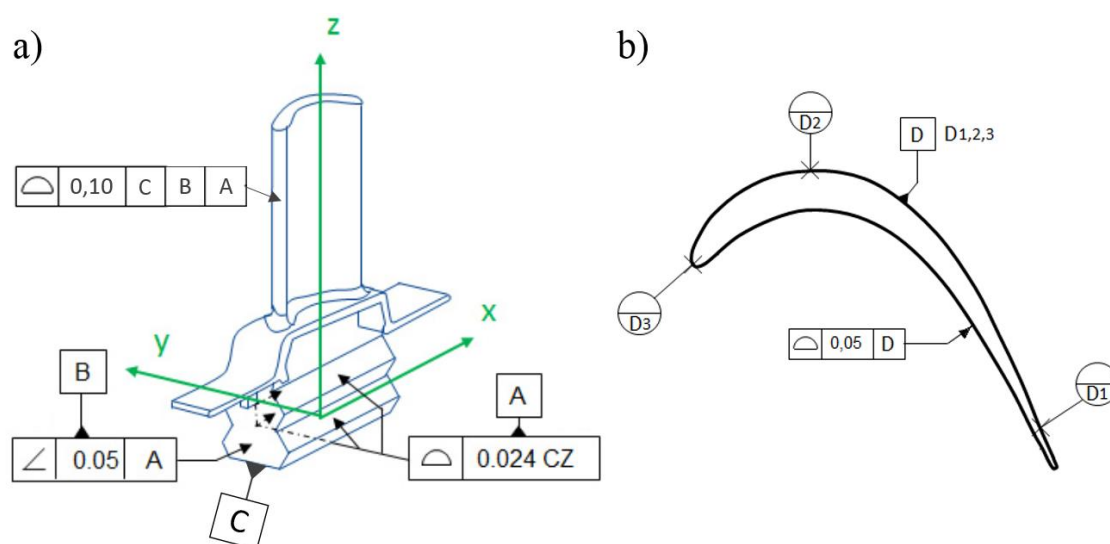 a)
z
⌓ 0,10 C B A
x
y
B
∠ 0.05 A
A
⌓ 0.024 CZ
C
b)
D2
D D1,2,3
D3
⌓ 0,05 D
D1